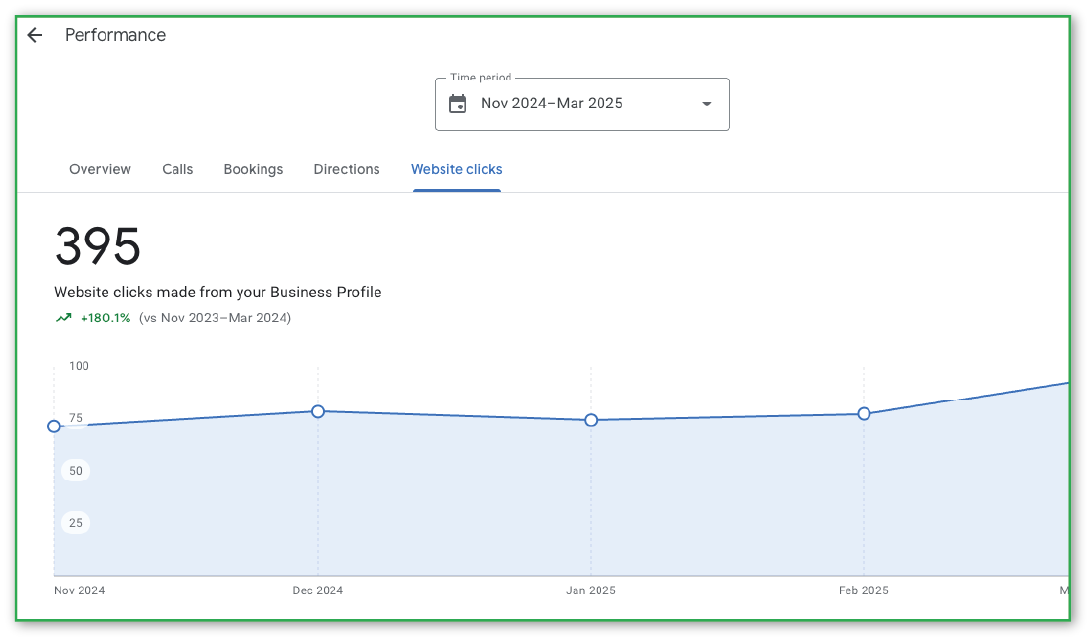 Performance
Time period
Nov 2024–Mar 2025
Overview Calls Bookings Directions Website clicks
395
Website clicks made from your Business Profile
+180.1% (vs Nov 2023–Mar 2024)
100
75
50
25
Nov 2024 Dec 2024 Jan 2025 Feb 2025 M